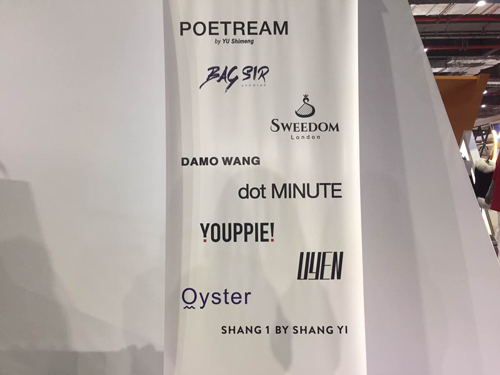 POETREAM
by YU Shimeng
BAG SIR
STUDIO
SWEEDOM
London
DAMO WANG
dot MINUTE
YOUPPIE!
UYEN
Oyster
SHANG 1 BY SHANG YI